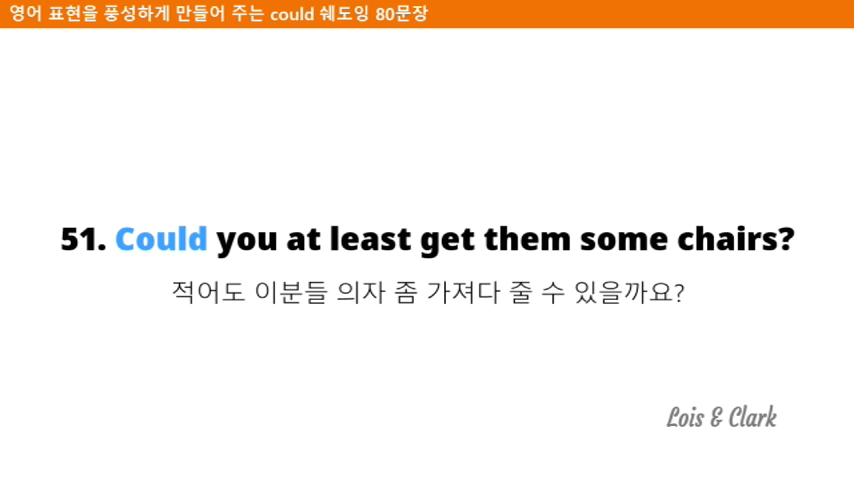 영어 표현을 풍성하게 만들어 주는 could 쉐도잉 80문장
51. Could you at least get them some chairs?
적어도 이분들 의자 좀 가져다 줄 수 있을까요?
Lois & Clark